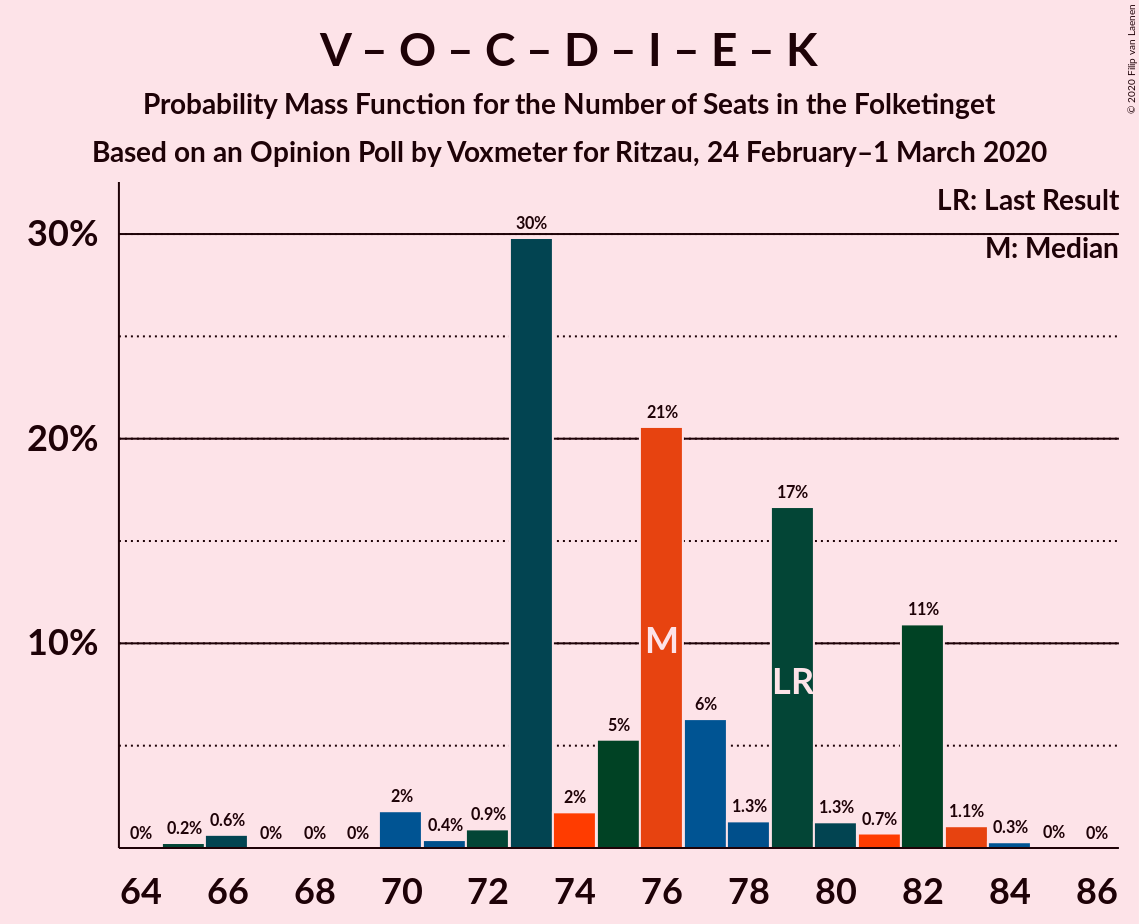 V – O – C – D – I – E – K
Probability Mass Function for the Number of Seats in the Folketinget
Based on an Opinion Poll by Voxmeter for Ritzau, 24 February–1 March 2020
© 2020 Filip van Laenen
LR: Last Result
M: Median
30%
20%
10%
0% 0.2% 0.6% 0% 0% 0% 2% 0.4% 0.9% 30% 2% 5% 21% 6% 1.3% 17% 1.3% 0.7% 11% 1.1% 0.3% 0% 0%
M
LR
64 66 68 70 72 74 76 78 80 82 84 86